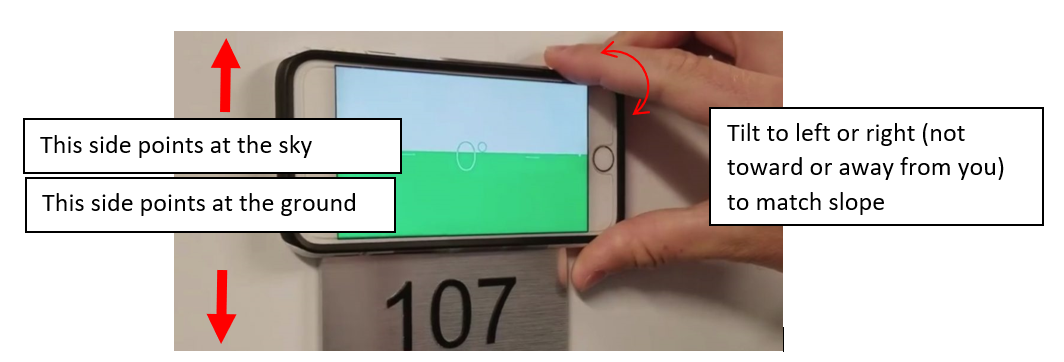 This side points at the sky
This side points at the ground
Tilt to left or right (not
toward or away from you)
to match slope
0°
107